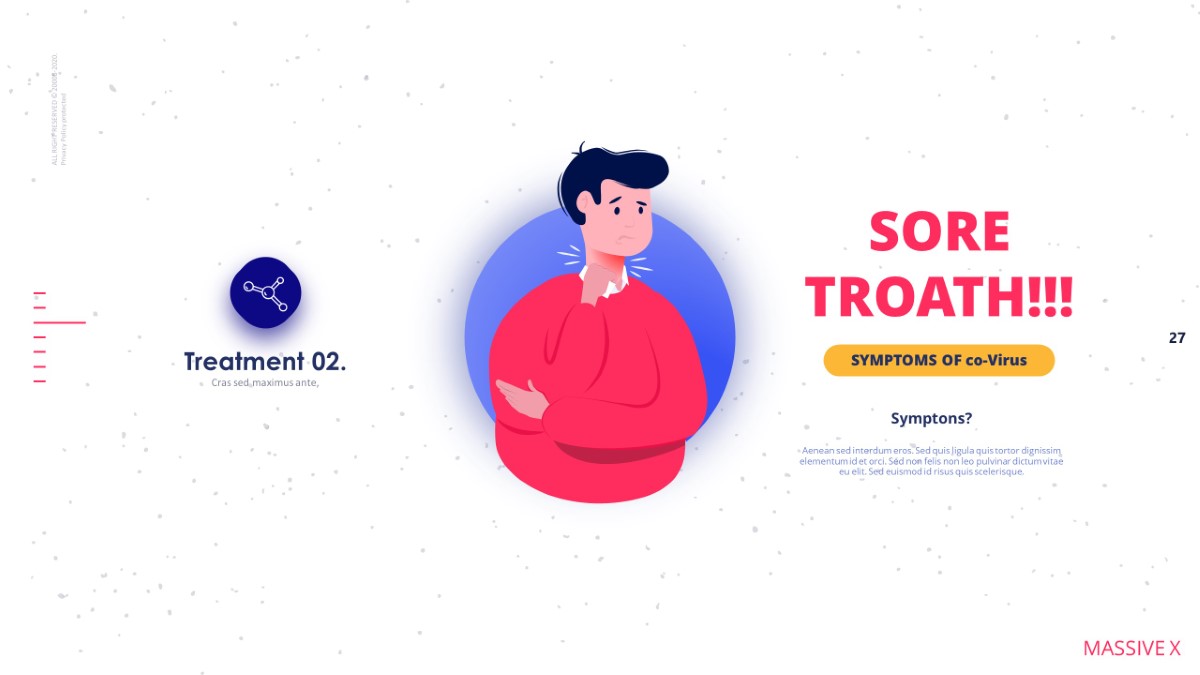 ALL RIGHT RESERVED © 2018 - 2020.
Privacy Policy protected
Treatment 02.
Cras sed,maximus ante,
SORE
TROATH!!!
SYMPTOMS OF co-Virus
Symptons?
Aenean sed interdum eros. Sed quis ligula quis tortor dignissim,
elementum id et orci. Sed non felis non leo pulvinar dictum vitae
eu elit. Sed euismod id risus quis scelerisque.
27
MASSIVE X